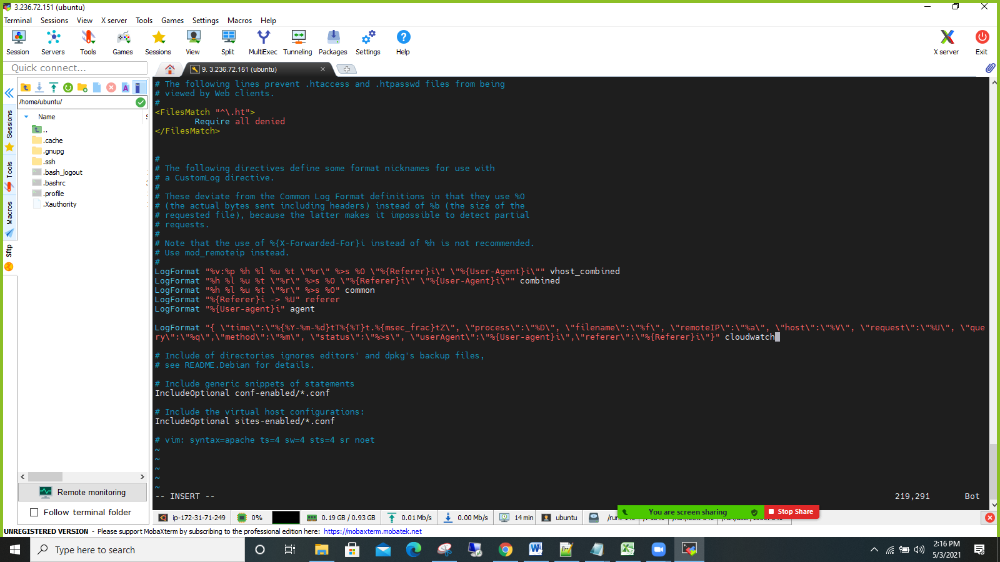 3.236.72.151 (ubuntu)
Terminal Sessions View X server Tools Games Settings Macros Help
Session Servers Tools Games Sessions View Split MultiExec Tunneling Packages Settings Help X server Exit
Quick connect...
9. 3.236.72.151 (ubuntu)
/home/ubuntu/
Name
..
.cache
.gnupg
.ssh
.bash_logout
.bashrc
.profile
.Xauthority
Sessions
Tools
Macros
Sftp
Remote monitoring
Follow terminal folder
# The following lines prevent .htaccess and .htpasswd files from being
# viewed by Web clients.
#
<FilesMatch "^\.ht">
Require all denied
</FilesMatch>
#
# The following directives define some format nicknames for use with
# a CustomLog directive.
#
# These deviate from the Common Log Format definitions in that they use %O
# (the actual bytes sent including headers) instead of %b (the size of the
# requested file), because the latter makes it impossible to detect partial
# requests.
#
# Note that the use of %{X-Forwarded-For}i instead of %h is not recommended.
# Use mod_remoteip instead.
#
LogFormat "%v:%p %h %l %u %t \"%r\" %>s %O \"%{Referer}i\" \"%{User-Agent}i\"" vhost_combined
LogFormat "%h %l %u %t \"%r\" %>s %O \"%{Referer}i\" \"%{User-Agent}i\"" combined
LogFormat "%h %l %u %t \"%r\" %>s %O" common
LogFormat "%{Referer}i -> %U" referer
LogFormat "%{User-agent}i" agent
LogFormat "{ \"time\":\"%{%Y-%m-%d}tT%{%T}t.%{msec_frac}tZ\", \"process\":\"%D\", \"filename\":\"%f\", \"remoteIP\":\"%a\", \"host\":\"%V\", \"request\":\"%U\", \"que
ry\":\"%q\",\"method\":\"%m\", \"status\":\"%>s\", \"userAgent\":\"%{User-agent}i\",\"referer\":\"%{Referer}i\"}" cloudwatch
# Include of directories ignores editors' and dpkg's backup files,
# see README.Debian for details.
# Include generic snippets of statements
IncludeOptional conf-enabled/*.conf
# Include the virtual host configurations:
IncludeOptional sites-enabled/*.conf
# vim: syntax=apache ts=4 sw=4 sts=4 sr noet
~
~
~
~
~
-- INSERT -- 219,291 Bot
You are screen sharing Stop Share
ip-172-31-71-249 0% 0.19 GB / 0.93 GB 0.01 Mb/s 0.00 Mb/s 14 min ubuntu
UNREGISTERED VERSION - Please support MobaXterm by subscribing to the professional edition here: https://mobaxterm.mobatek.net
Type here to search
2:16 PM
5/3/2021